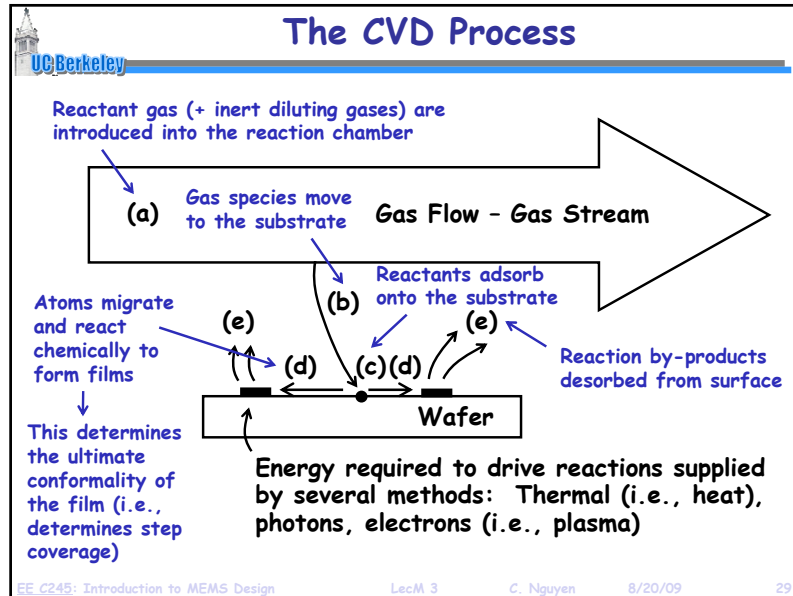 The CVD Process
UC Berkeley
Reactant gas (+ inert diluting gases) are
introduced into the reaction chamber
(a)
Gas species move
to the substrate
Gas Flow – Gas Stream
(b)
Reactants adsorb
onto the substrate
Atoms migrate
and react
chemically to
form films
(e)
(d)
(c)
(d)
(e)
Reaction by-products
desorbed from surface
Wafer
This determines
the ultimate
conformality of
the film (i.e.,
determines step
coverage)
Energy required to drive reactions supplied
by several methods: Thermal (i.e., heat),
photons, electrons (i.e., plasma)
EE C245: Introduction to MEMS Design LecM 3 C. Nguyen 8/20/09 29